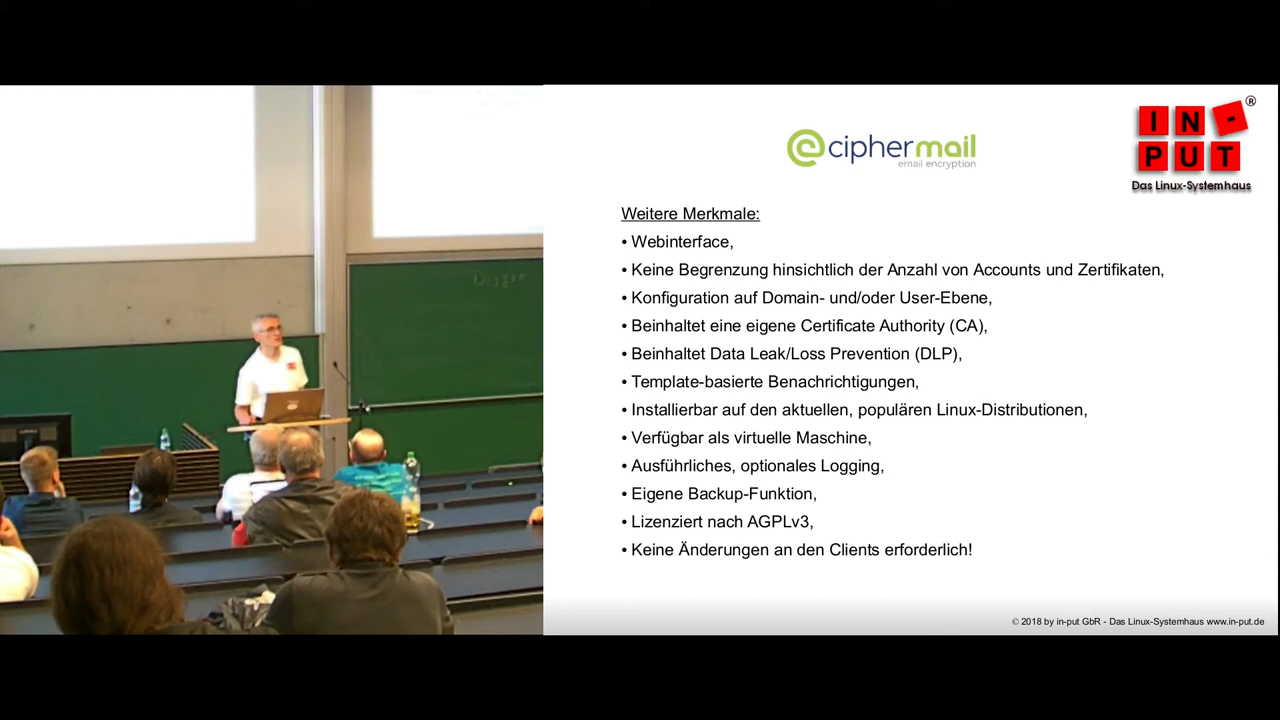 IN-®
PUT
Das Linux-Systemhaus
ciphermail
email encryption
Weitere Merkmale:
• Webinterface,
• Keine Begrenzung hinsichtlich der Anzahl von Accounts und Zertifikaten,
• Konfiguration auf Domain- und/oder User-Ebene,
• Beinhaltet eine eigene Certificate Authority (CA),
• Beinhaltet Data Leak/Loss Prevention (DLP),
• Template-basierte Benachrichtigungen,
• Installierbar auf den aktuellen, populären Linux-Distributionen,
• Verfügbar als virtuelle Maschine,
• Ausführliches, optionales Logging,
• Eigene Backup-Funktion,
• Lizenziert nach AGPLv3,
• Keine Änderungen an den Clients erforderlich!
© 2018 by in-put GbR - Das Linux-Systemhaus www.in-put.de